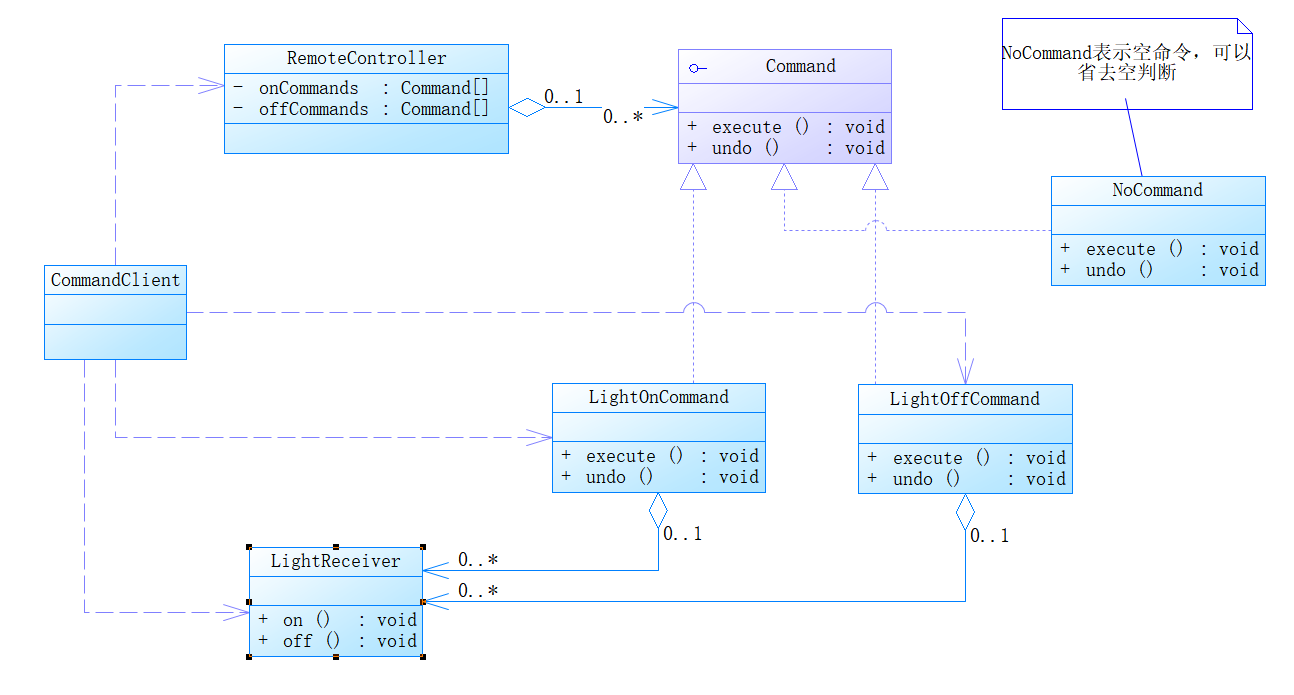 RemoteController
- onCommands : Command[]
- offCommands : Command[]
0..1
0..*
Command
+ execute () : void
+ undo () : void
NoCommand表示空命令，可以
省去空判断
NoCommand
+ execute () : void
+ undo () : void
CommandClient
LightOnCommand
+ execute () : void
+ undo () : void
LightOffCommand
+ execute () : void
+ undo () : void
0..1
0..1
0..*
0..*
LightReceiver
+ on () : void
+ off () : void